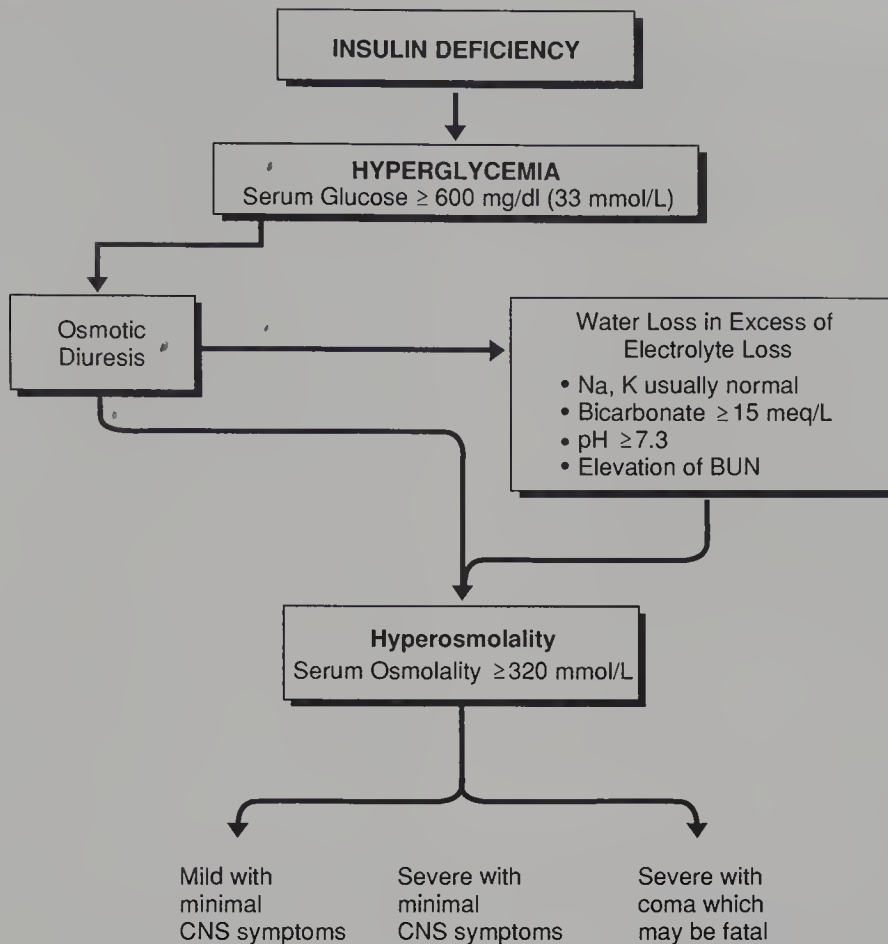 INSULIN DEFICIENCY
HYPERGLYCEMIA
Serum Glucose ≥ 600 mg/dl (33 mmol/L)
Osmotic
Diuresis
Water Loss in Excess of
Electrolyte Loss
• Na, K usually normal
• Bicarbonate ≥ 15 meq/L
• pH ≥7.3
• Elevation of BUN
Hyperosmolality
Serum Osmolality ≥320 mmol/L
Mild with
minimal
CNS symptoms
Severe with
minimal
CNS symptoms
Severe with
coma which
may be fatal